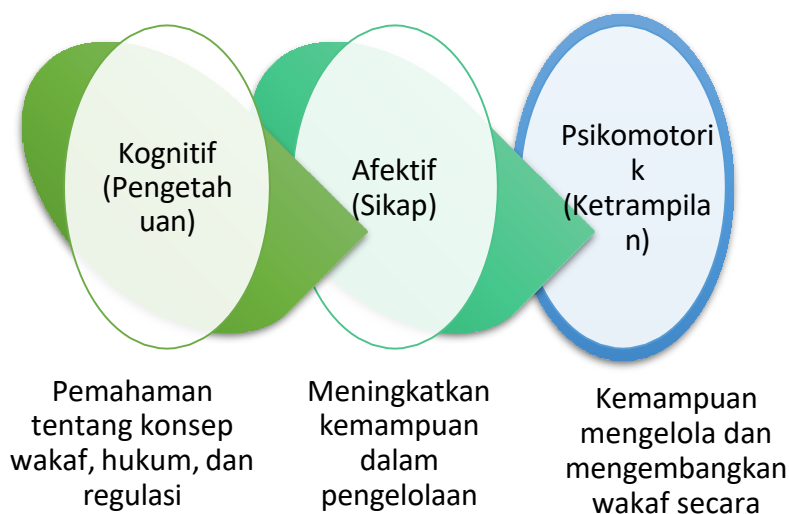 Kognitif
(Pengetah
uan)
Afektif
(Sikap)
Psikomotori
k
(Ketrampila
n)
Pemahaman
tentang konsep
wakaf, hukum, dan
regulasi
Meningkatkan
kemampuan
dalam
pengelolaan
Kemampuan
mengelola dan
mengembangkan
wakaf secara